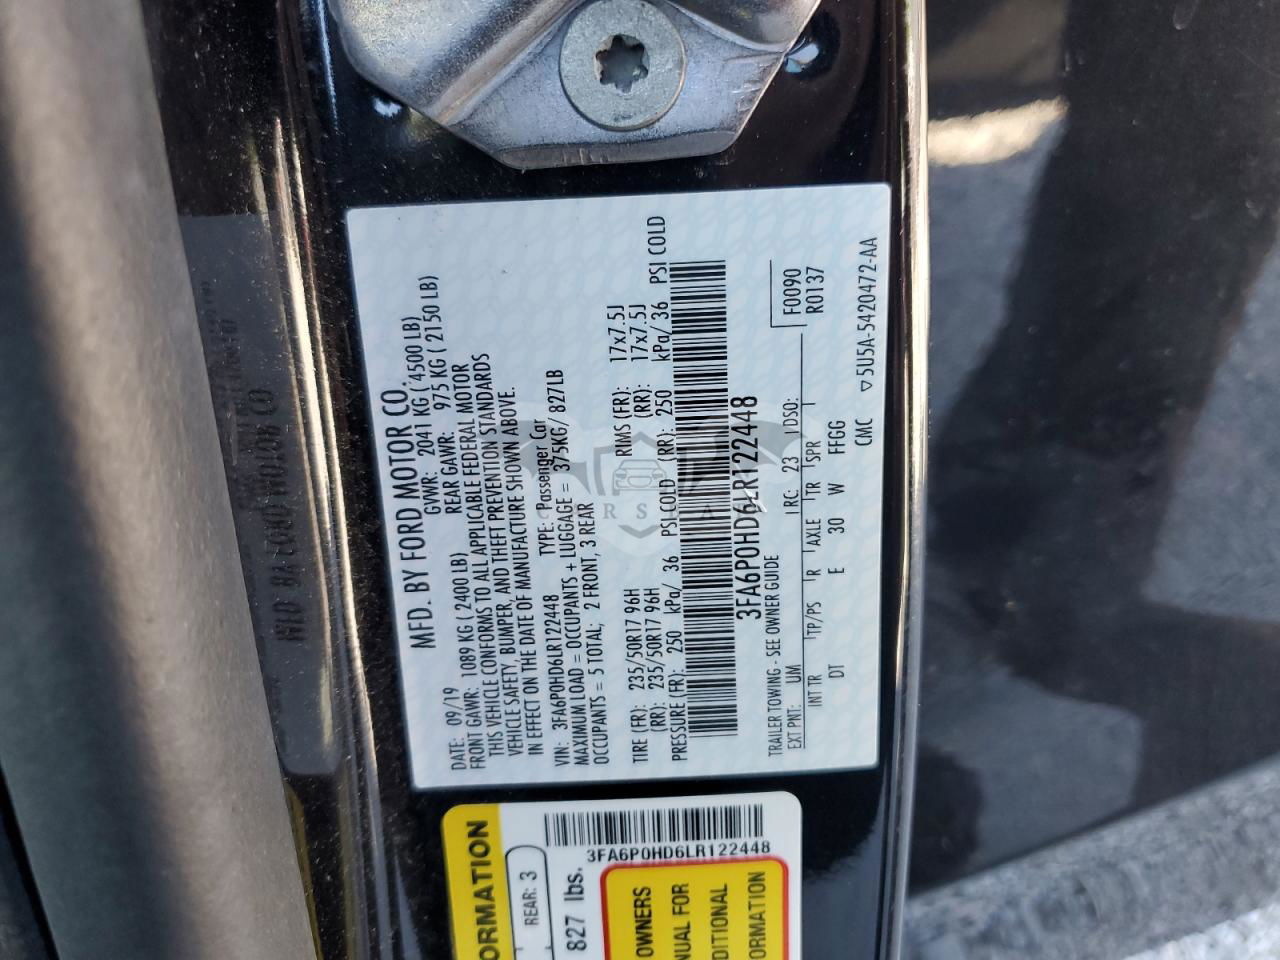 MFD. BY FORD MOTOR CO.
DATE: 09/19 GVWR: 2041 KG ( 4500 LB)
FRONT GAWR: 1089 KG ( 2400 LB) REAR GAWR: 975 KG ( 2150 LB)
THIS VEHICLE CONFORMS TO ALL APPLICABLE FEDERAL MOTOR
VEHICLE SAFETY, BUMPER, AND THEFT PREVENTION STANDARDS
IN EFFECT ON THE DATE OF MANUFACTURE SHOWN ABOVE.
VIN: 3FA6P0HD6LR122448 TYPE: Passenger Car
MAXIMUM LOAD = OCCUPANTS + LUGGAGE = 375KG/ 827LB
OCCUPANTS = 5 TOTAL; 2 FRONT, 3 REAR
TIRE (FR): 235/50R17 96H RIMS (FR): 17x7.5J
(RR): 235/50R17 96H (RR): 17x7.5J
PRESSURE (FR): 250 kPa/ 36 PSI COLD (RR): 250 kPa/ 36 PSI COLD
3FA6P0HD6LR122448
TRAILER TOWING - SEE OWNER GUIDE
F0090
R0137
EXT PNT: UM RC: 23 DSO:
INT TR TP/PS R AXLE TR SPR
DT E 30 W FFGG
CMC ▽5U5A-5420472-AA
3FA6P0HD6LR122448
ORMATION
REAR: 3
827 lbs.
OWNERS
NUAL FOR
DITIONAL
ORMATION